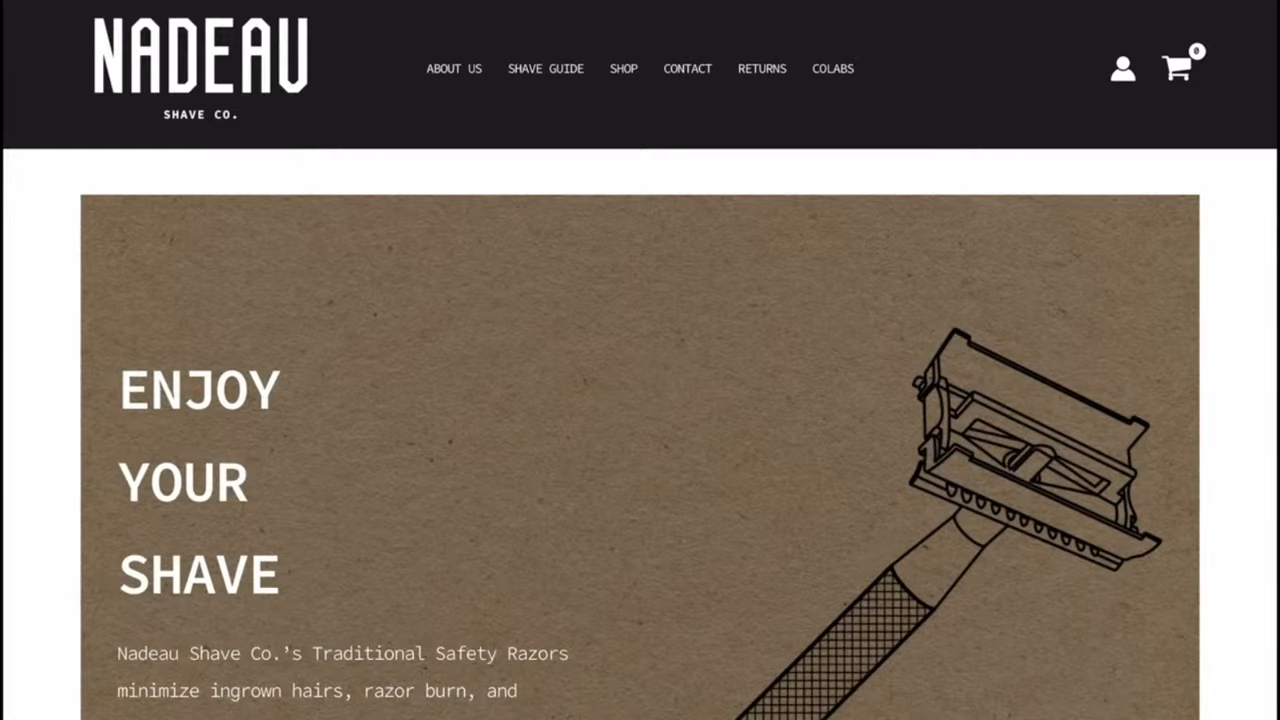 NADEAU
SHAVE CO.
ABOUT US SHAVE GUIDE SHOP CONTACT RETURNS COLABS
0
ENJOY
YOUR
SHAVE
Nadeau Shave Co.’s Traditional Safety Razors
minimize ingrown hairs, razor burn, and